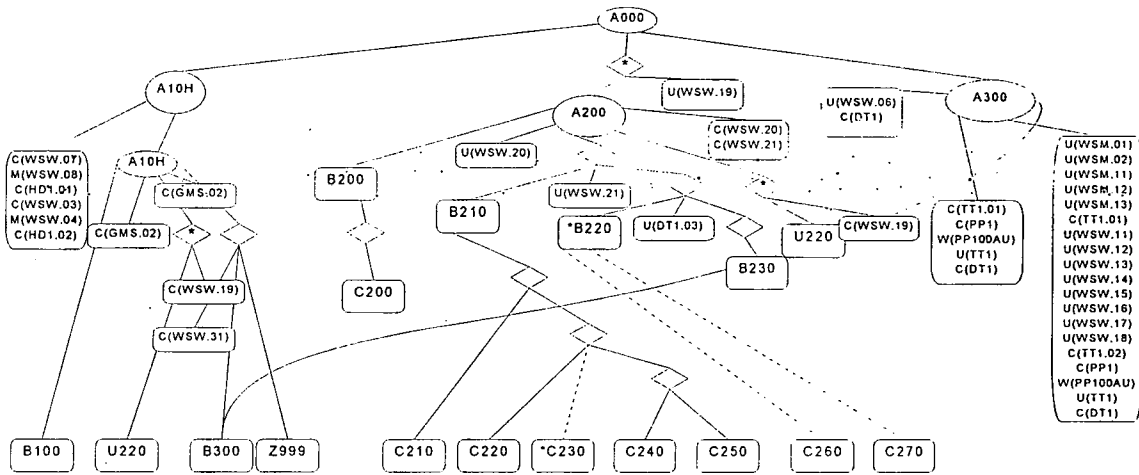 A000
*
U(WSW.19)
A10H
A200
U(WSW.06)
C(DT1)
A300
C(WSW.07)
M(WSW.08)
C(HD1.01)
C(WSW.03)
M(WSW.04)
C(HD1.02)
A10H
C(GMS.02)
C(GMS.02)
*
C(WSW.19)
C(WSW.31)
B200
C200
U(WSW.20)
C(WSW.20)
C(WSW.21)
U(WSW.21)
*
*
B210
*B220
U(DT1.03)
U220
C(WSW.19)
B230
C(TT1.01)
C(PP1)
W(PP100AU)
U(TT1)
C(DT1)
U(WSM.01)
U(WSM.02)
U(WSM.11)
U(WSM.12)
U(WSM.13)
C(TT1.01)
U(WSW.11)
U(WSW.12)
U(WSW.13)
U(WSW.14)
U(WSW.15)
U(WSW.16)
U(WSW.17)
U(WSW.18)
C(TT1.02)
C(PP1)
W(PP100AU)
U(TT1)
C(DT1)
B100
U220
B300
Z999
C210
C220
*C230
C240
C250
C260
C270